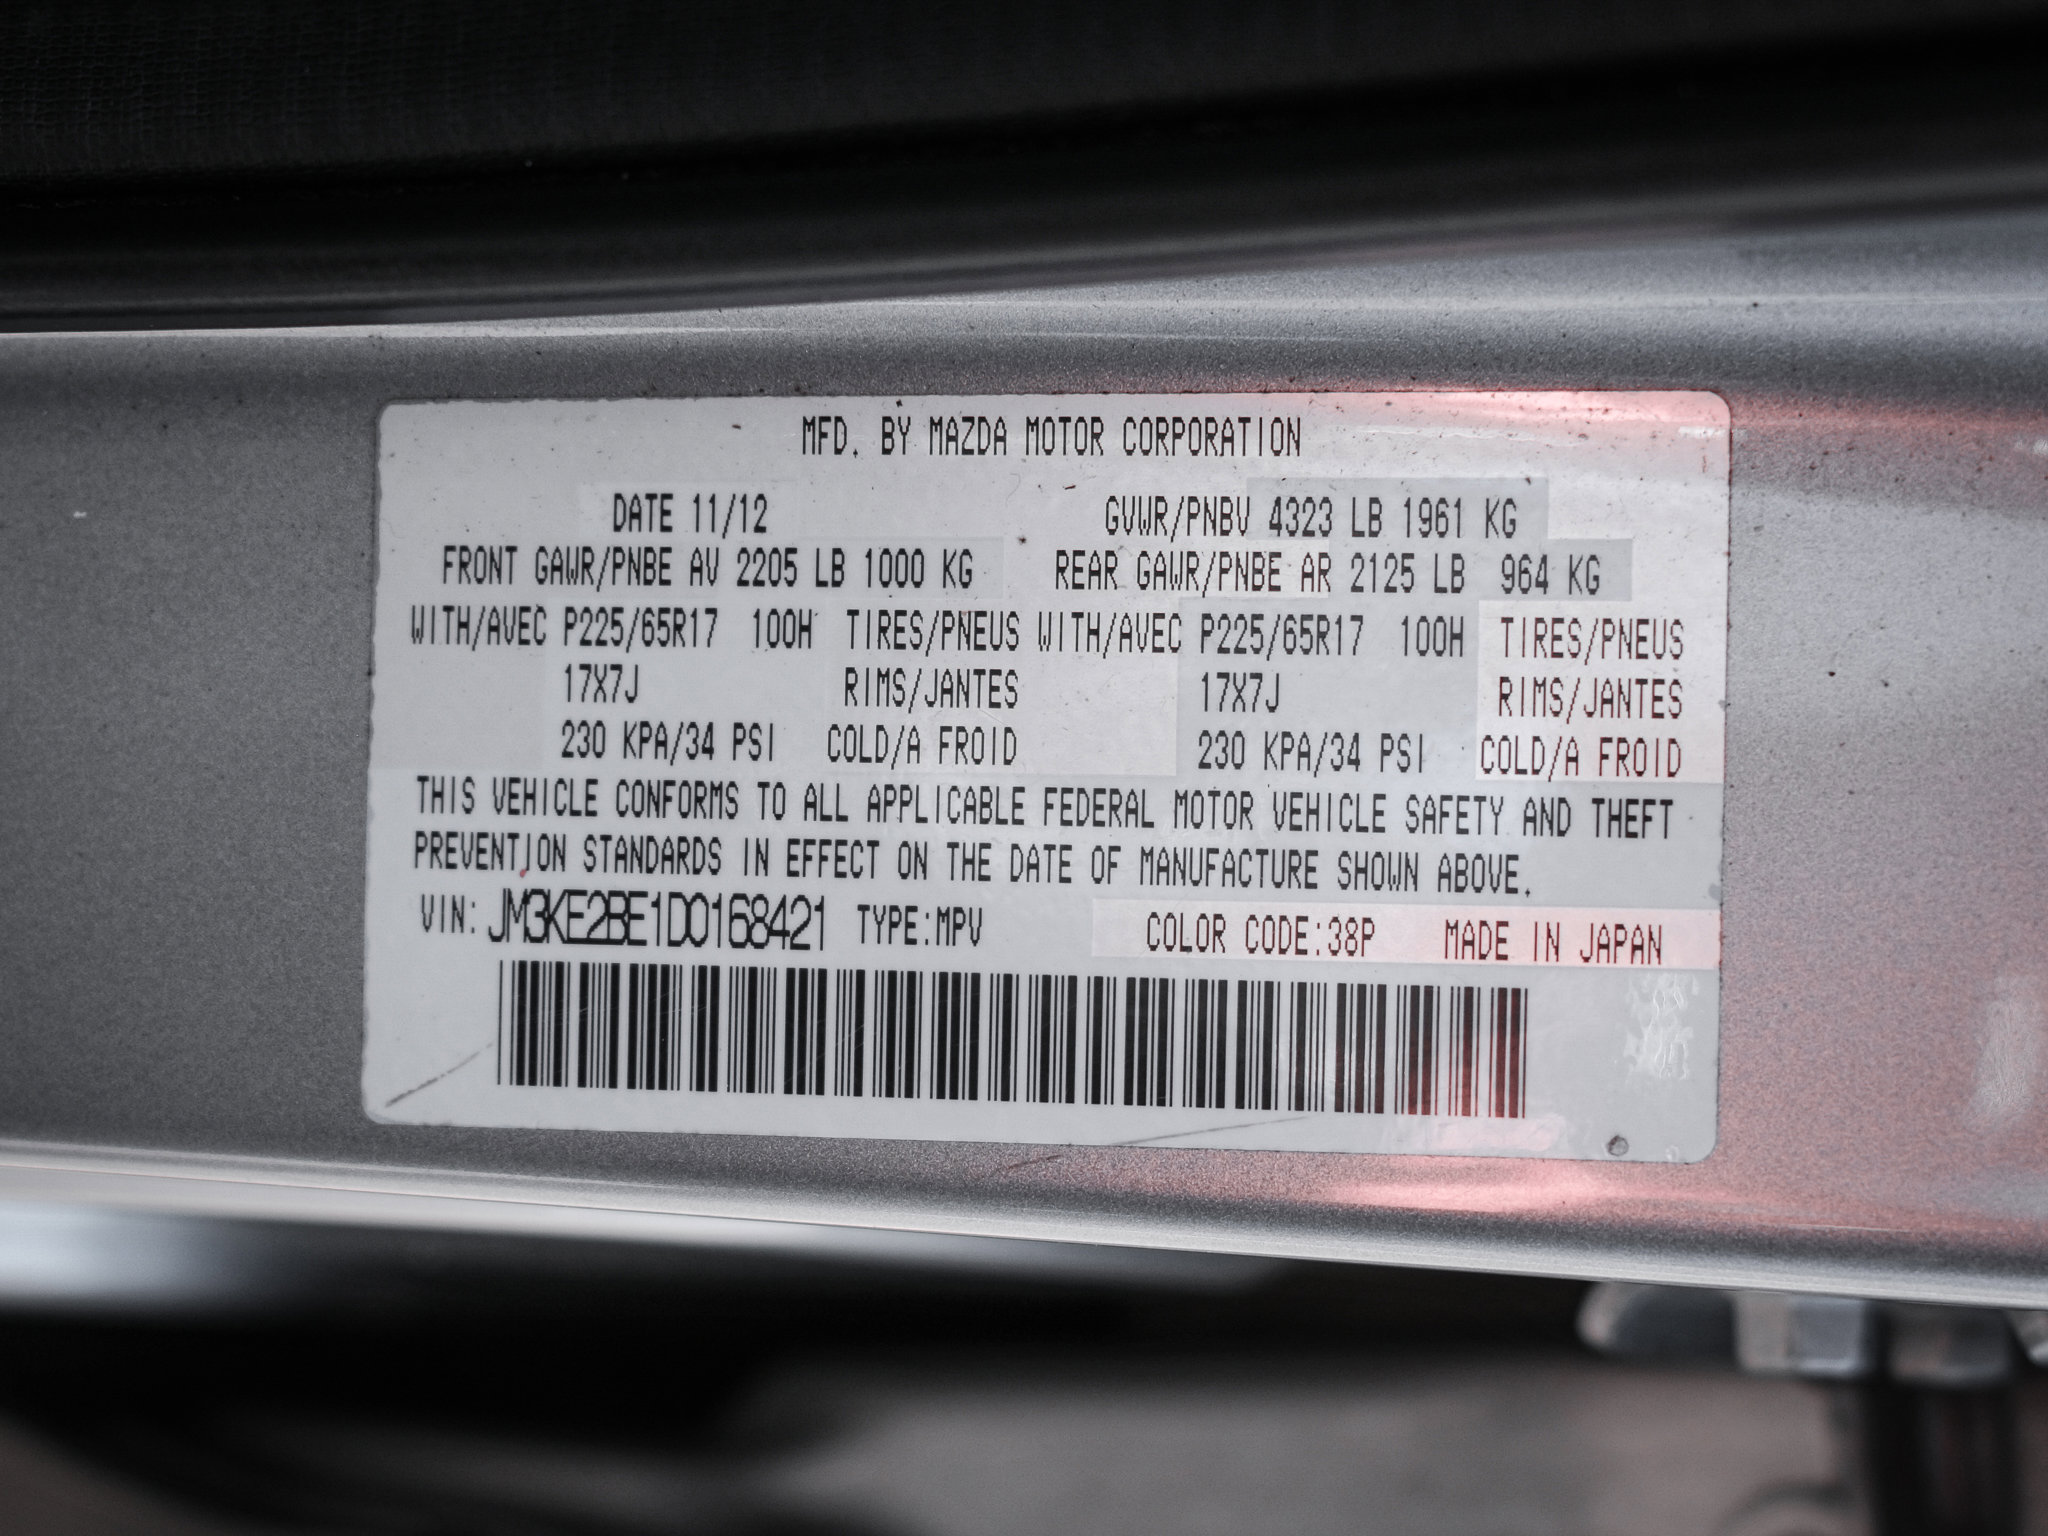 MFD. BY MAZDA MOTOR CORPORATION
DATE 11/12 GVWR/PNBV 4323 LB 1961 KG
FRONT GAWR/PNBE AV 2205 LB 1000 KG REAR GAWR/PNBE AR 2125 LB 964 KG
WITH/AVEC P225/65R17 100H TIRES/PNEUS WITH/AVEC P225/65R17 100H TIRES/PNEUS
17X7J RIMS/JANTES 17X7J RIMS/JANTES
230 KPA/34 PSI COLD/A FROID 230 KPA/34 PSI COLD/A FROID
THIS VEHICLE CONFORMS TO ALL APPLICABLE FEDERAL MOTOR VEHICLE SAFETY AND THEFT
PREVENTION STANDARDS IN EFFECT ON THE DATE OF MANUFACTURE SHOWN ABOVE.
VIN: JM3KE2BE1D0168421 TYPE:MPV COLOR CODE:38P MADE IN JAPAN